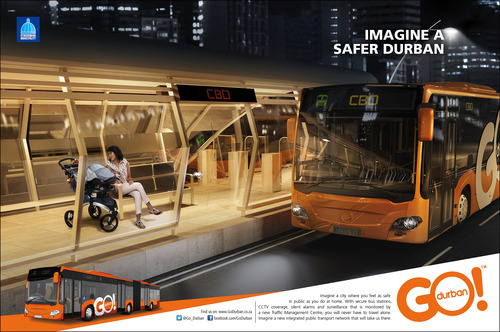 IMAGINE A
SAFER DURBAN
CBD
CBD
CBD
GO!
GO!
Find us on: www.GoDurban.co.za
@Go_Durban
facebook.com/GoDurban
Imagine a city where you feel as safe
in public as you do at home. With secure bus stations,
CCTV coverage, silent alarms and surveillance that is monitored by
a new Traffic Management Centre, you will never have to travel alone.
Imagine a new integrated public transport network that will take us there.
GO!
durban
TM